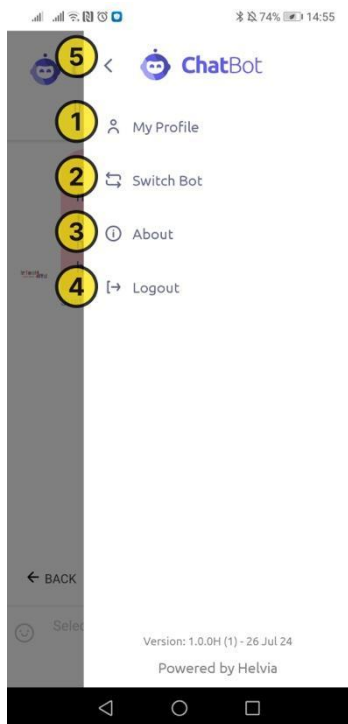 74% 14:55
5
ChatBot
1 My Profile
2 Switch Bot
3 About
4 Logout
BACK
Selec
Version: 1.0.0H (1) - 26 Jul 24
Powered by Helvia